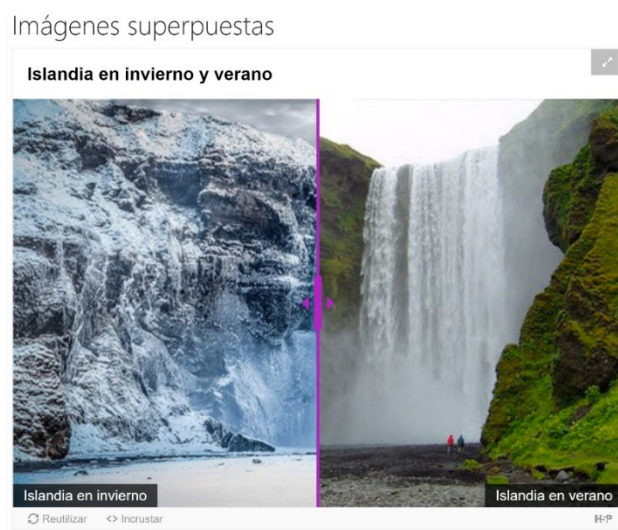 Imágenes superpuestas
Islandia en invierno y verano
Islandia en invierno
Islandia en verano
Reutilizar
<> Incrustar
H-P